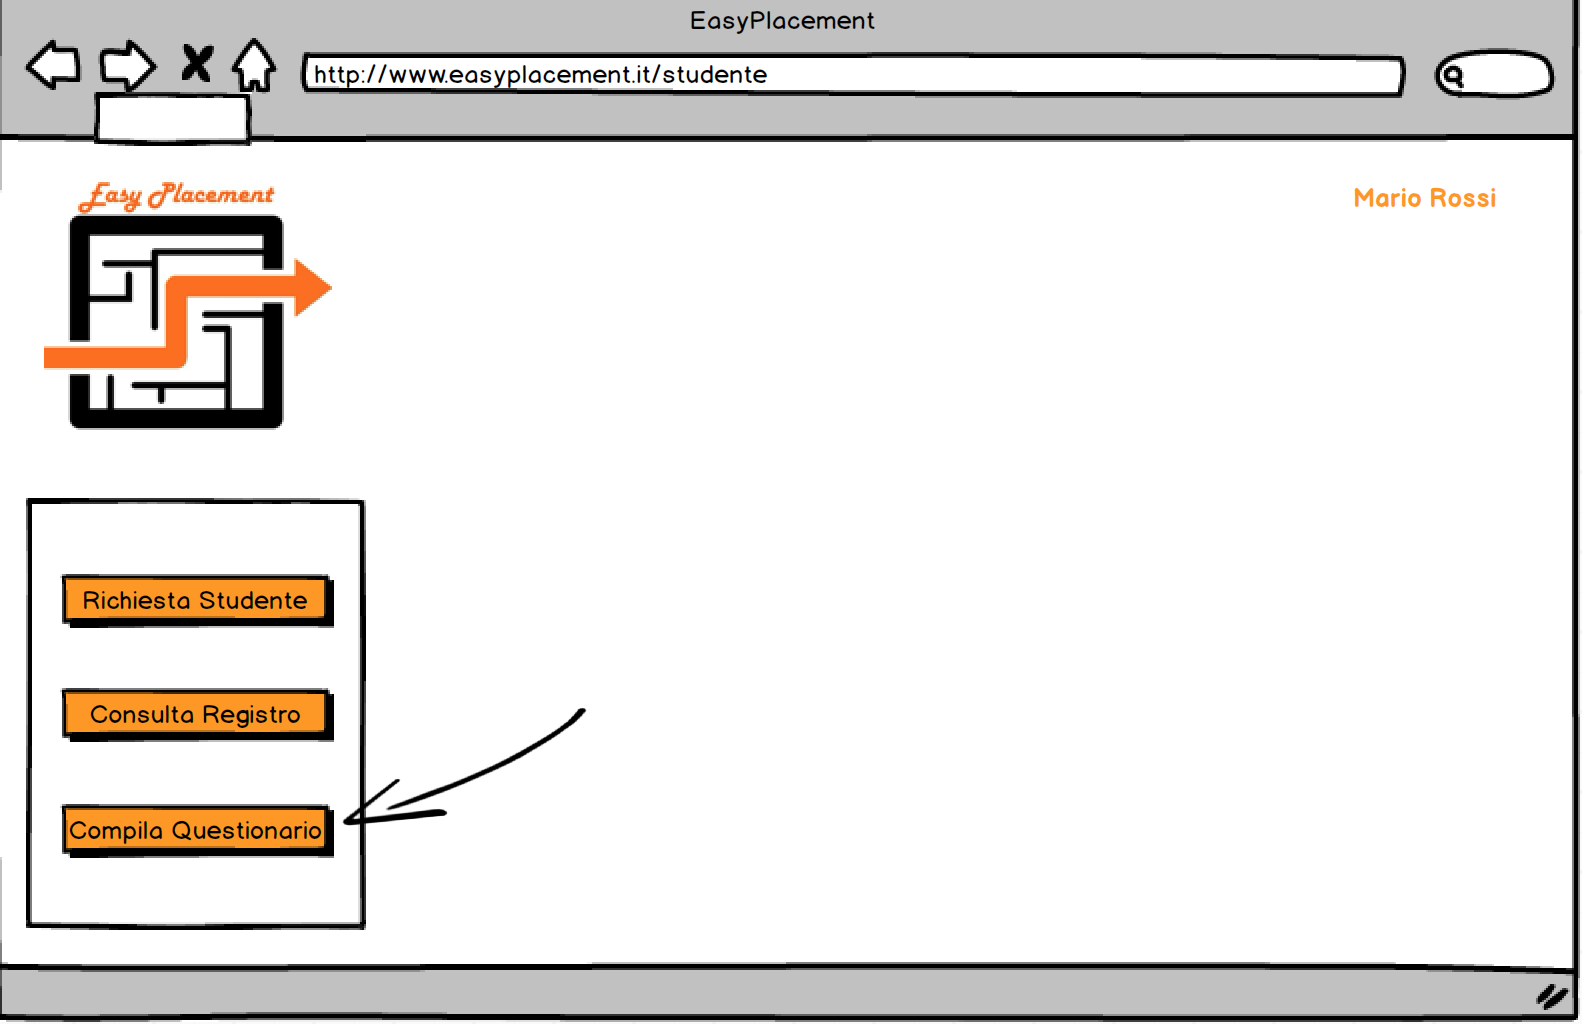 EasyPlacement
http://www.easyplacement.it/studente
Easy Placement
Mario Rossi
Richiesta Studente
Consulta Registro
Compila Questionario